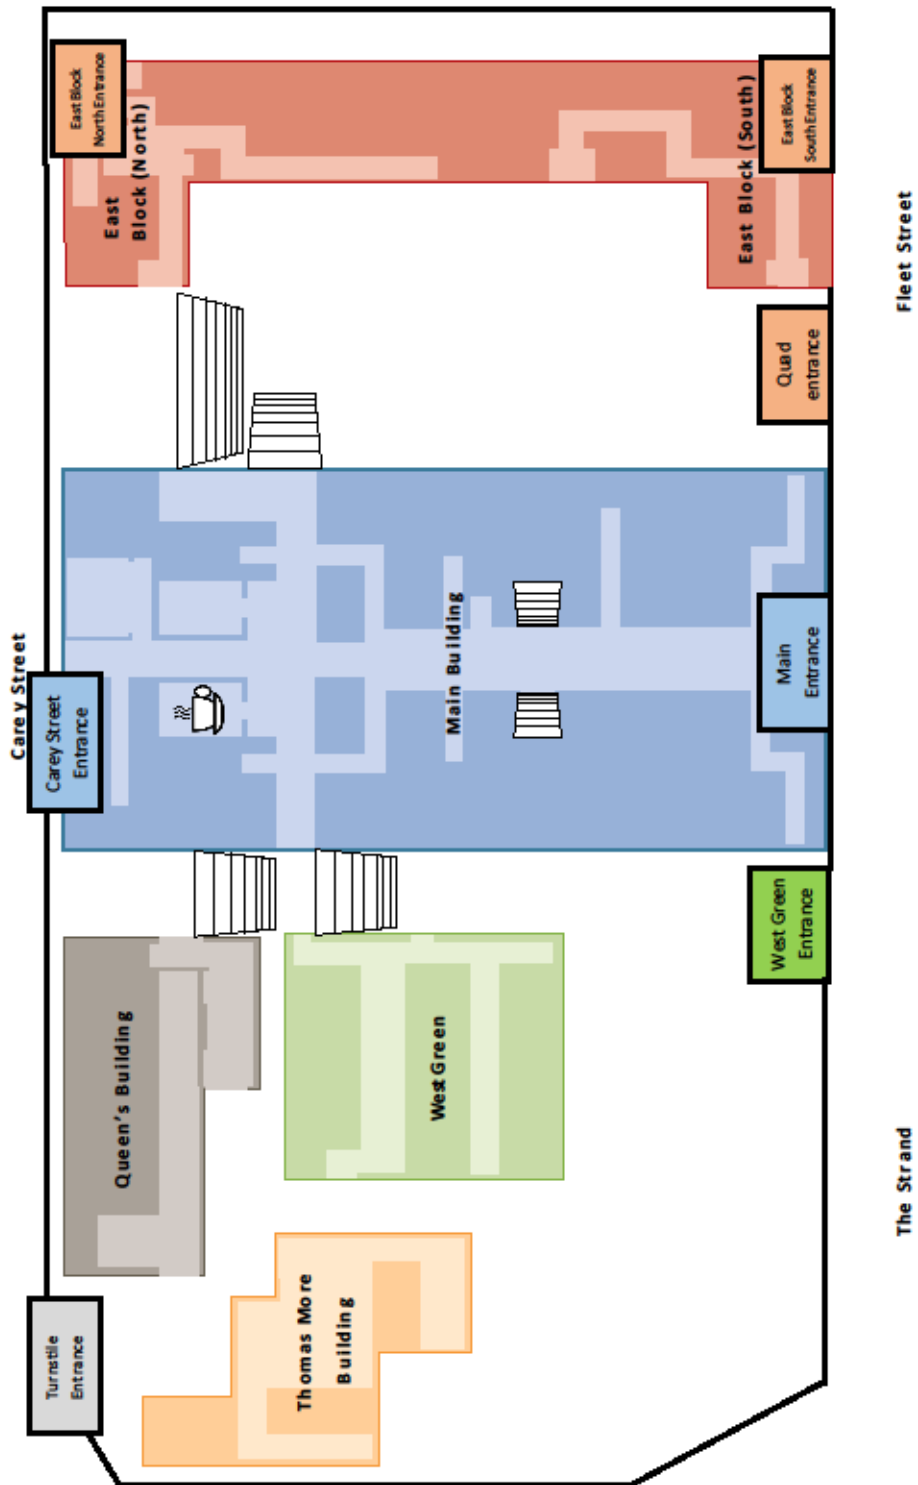 East Block
North Entrance
East
Block (North)
East Block (South)
East Block
South Entrance
Fleet Street
Quad
entrance
Carey Street
Carey Street
Entrance
Main Building
Main
Entrance
West Green
Entrance
Queen's Building
West Green
The Strand
Turnstile
Entrance
Thomas More
Building